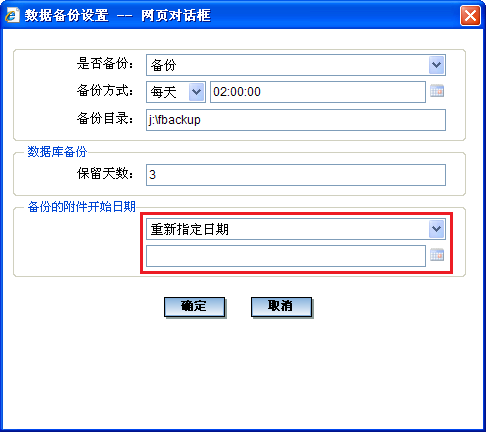 数据备份设置 -- 网页对话框
是否备份： 备份
备份方式： 每天 02:00:00
备份目录： j:\fbackup
数据库备份
保留天数： 3
备份的附件开始日期
重新指定日期
确定 取消